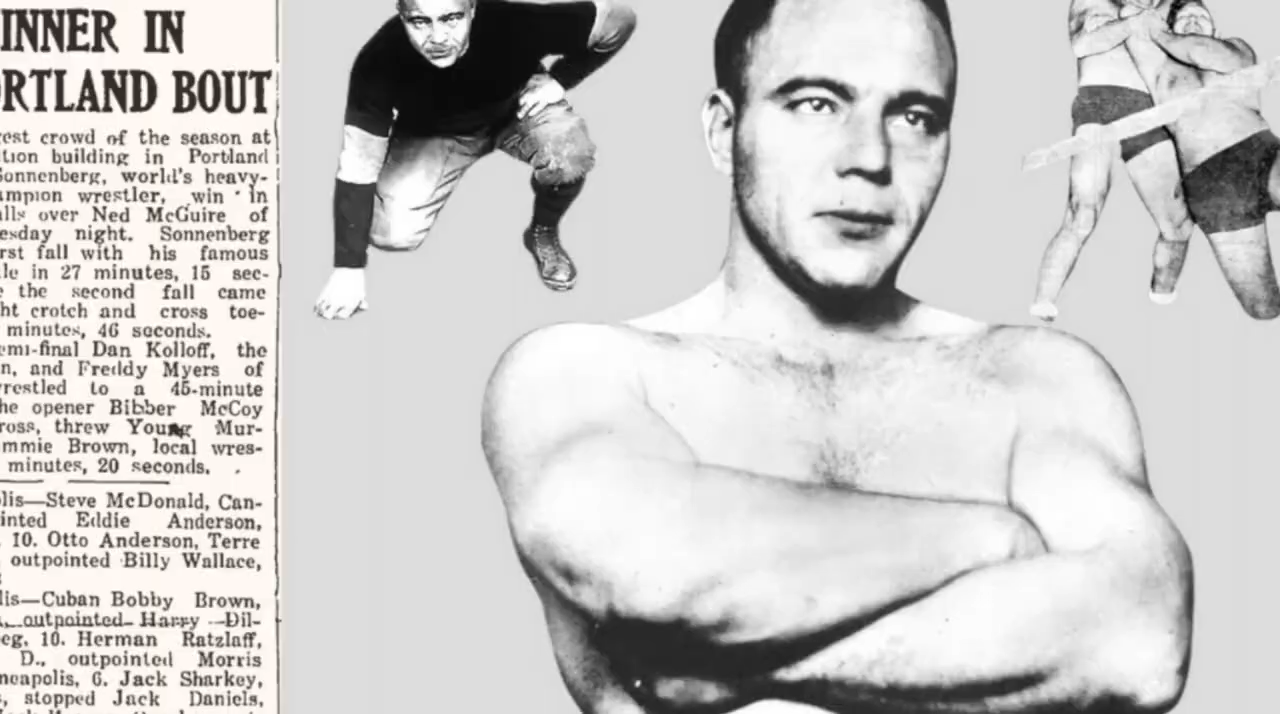 INNER IN
RTLAND BOUT
est crowd of the season at
tion building in Portland
Sonnenberg, world's heavy-
ampion wrestler, win in
lls over Ned McGuire of
esday night. Sonnenberg
rst fall with his famous
le in 27 minutes, 15 sec-
e the second fall came
ht crotch and cross toe-
minutes, 46 seconds.
emi-final Dan Kolloff, the
n, and Freddy Myers of
restled to a 45-minute
he opener Bibber McCoy
ross, threw Young Mur-
mmie Brown, local wres-
minutes, 20 seconds.
lis—Steve McDonald, Can-
inted Eddie Anderson,
10. Otto Anderson, Terre
outpointed Billy Wallace,
lis—Cuban Bobby Brown,
outpointed Harry Dil-
eg, 10. Herman Ratzlaff,
D., outpointed Morris
neapolis, 6. Jack Sharkey,
s, stopped Jack Daniels,